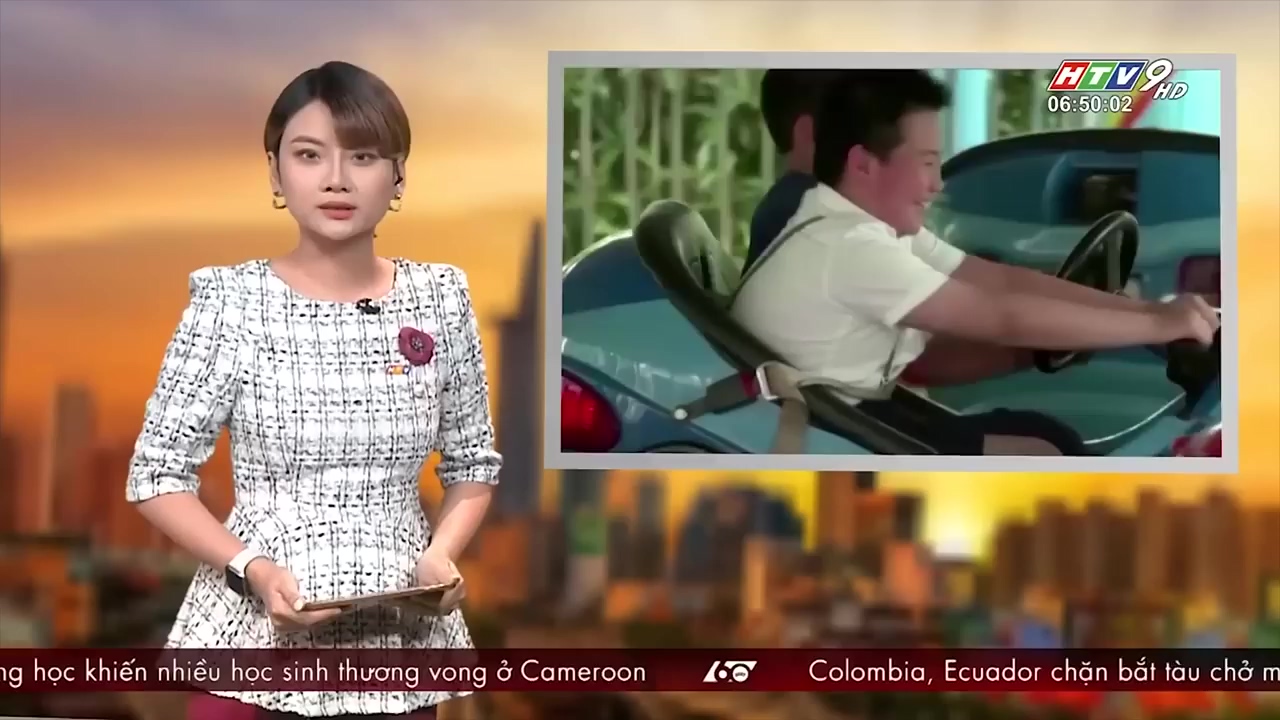 HTV9
HD
06:50:02
ng học khiến nhiều học sinh thương vong ở Cameroon
60
Colombia, Ecuador chặn bắt tàu chở m